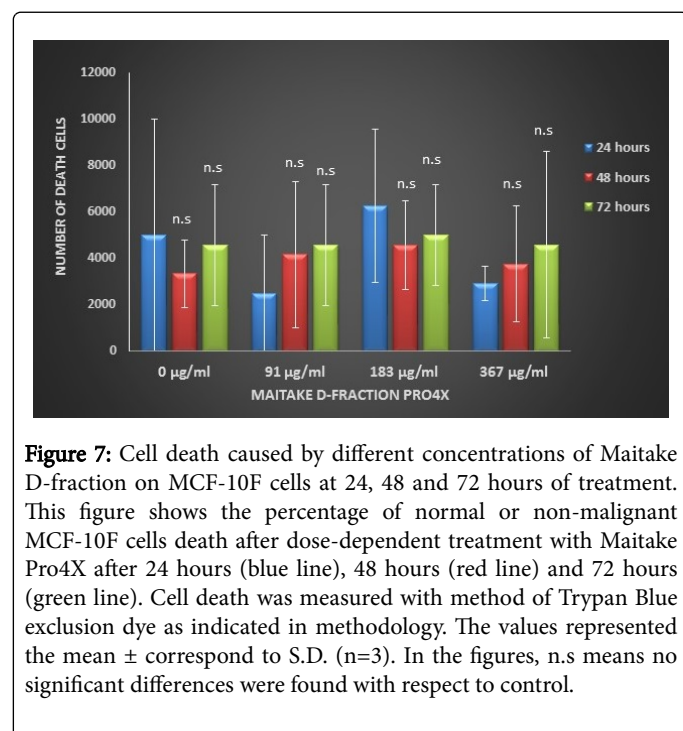 12000
10000
8000
6000
4000
2000
0
NUMBER OF DEATH CELLS
n.s
n.s
n.s
n.s
n.s
n.s
n.s
n.s
24 hours
48 hours
72 hours
0 µg/ml 91 µg/ml 183 µg/ml 367 µg/ml
MAITAKE D-FRACTION PRO4X
Figure 7: Cell death caused by different concentrations of Maitake
D-fraction on MCF-10F cells at 24, 48 and 72 hours of treatment.
This figure shows the percentage of normal or non-malignant
MCF-10F cells death after dose-dependent treatment with Maitake
Pro4X after 24 hours (blue line), 48 hours (red line) and 72 hours
(green line). Cell death was measured with method of Trypan Blue
exclusion dye as indicated in methodology. The values represented
the mean ± correspond to S.D. (n=3). In the figures, n.s means no
significant differences were found with respect to control.